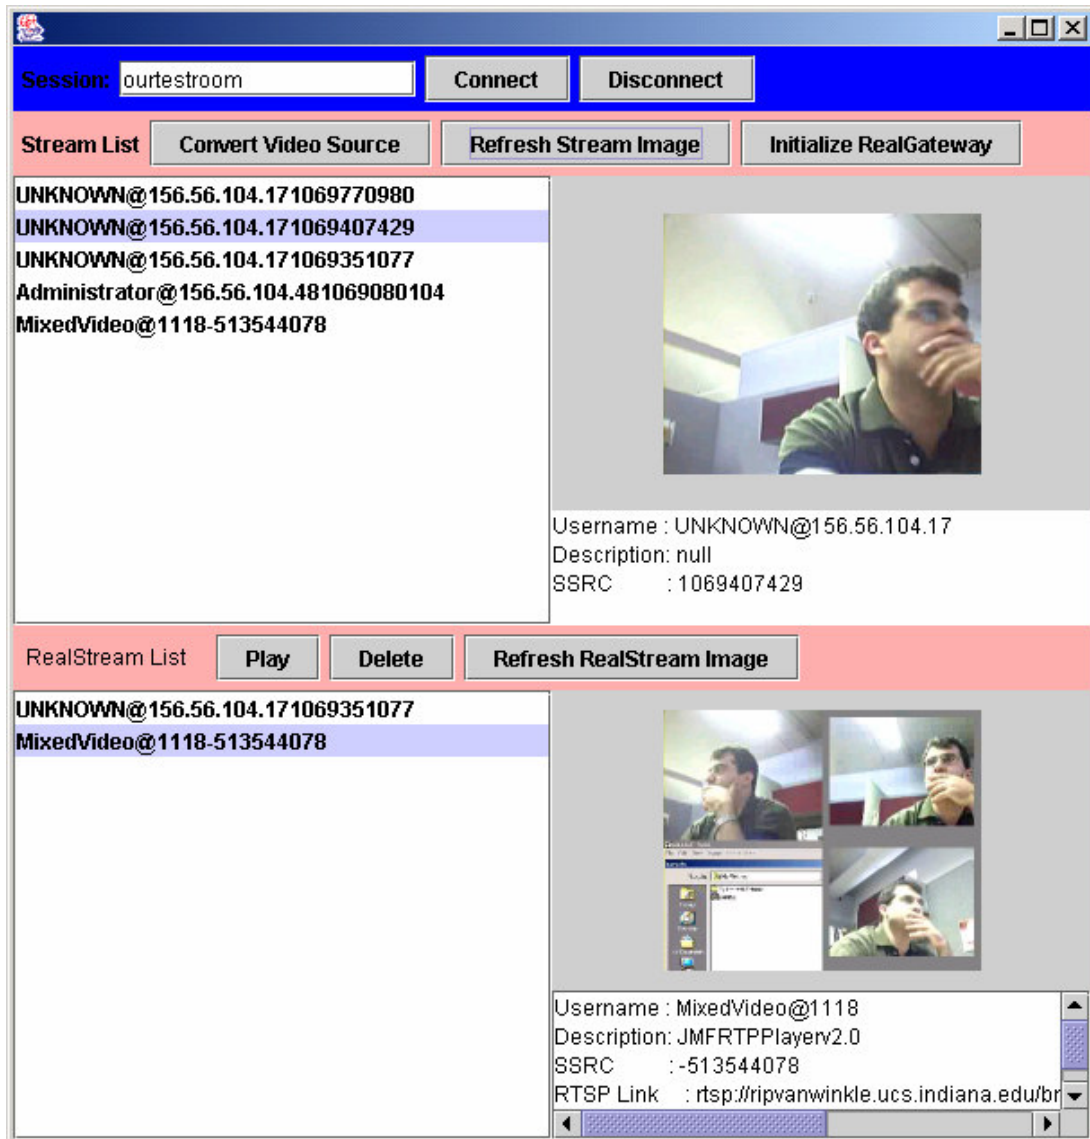 Session: ourtestroom Connect Disconnect
Stream List Convert Video Source Refresh Stream Image Initialize RealGateway
UNKNOWN@156.56.104.171069770980
UNKNOWN@156.56.104.171069407429
UNKNOWN@156.56.104.171069351077
Administrator@156.56.104.481069080104
MixedVideo@1118-513544078
Username : UNKNOWN@156.56.104.17
Description: null
SSRC : 1069407429
RealStream List Play Delete Refresh RealStream Image
UNKNOWN@156.56.104.171069351077
MixedVideo@1118-513544078
Username : MixedVideo@1118
Description: JMFRTPPlayerv2.0
SSRC : -513544078
RTSP Link : rtsp://ripvanwinkle.ucs.indiana.edu/br